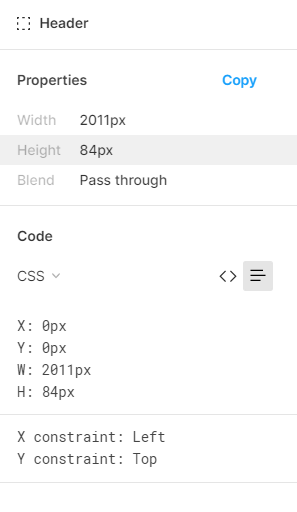 Header
Properties Copy
Width 2011px
Height 84px
Blend Pass through
Code
CSS
X: 0px
Y: 0px
W: 2011px
H: 84px
X constraint: Left
Y constraint: Top